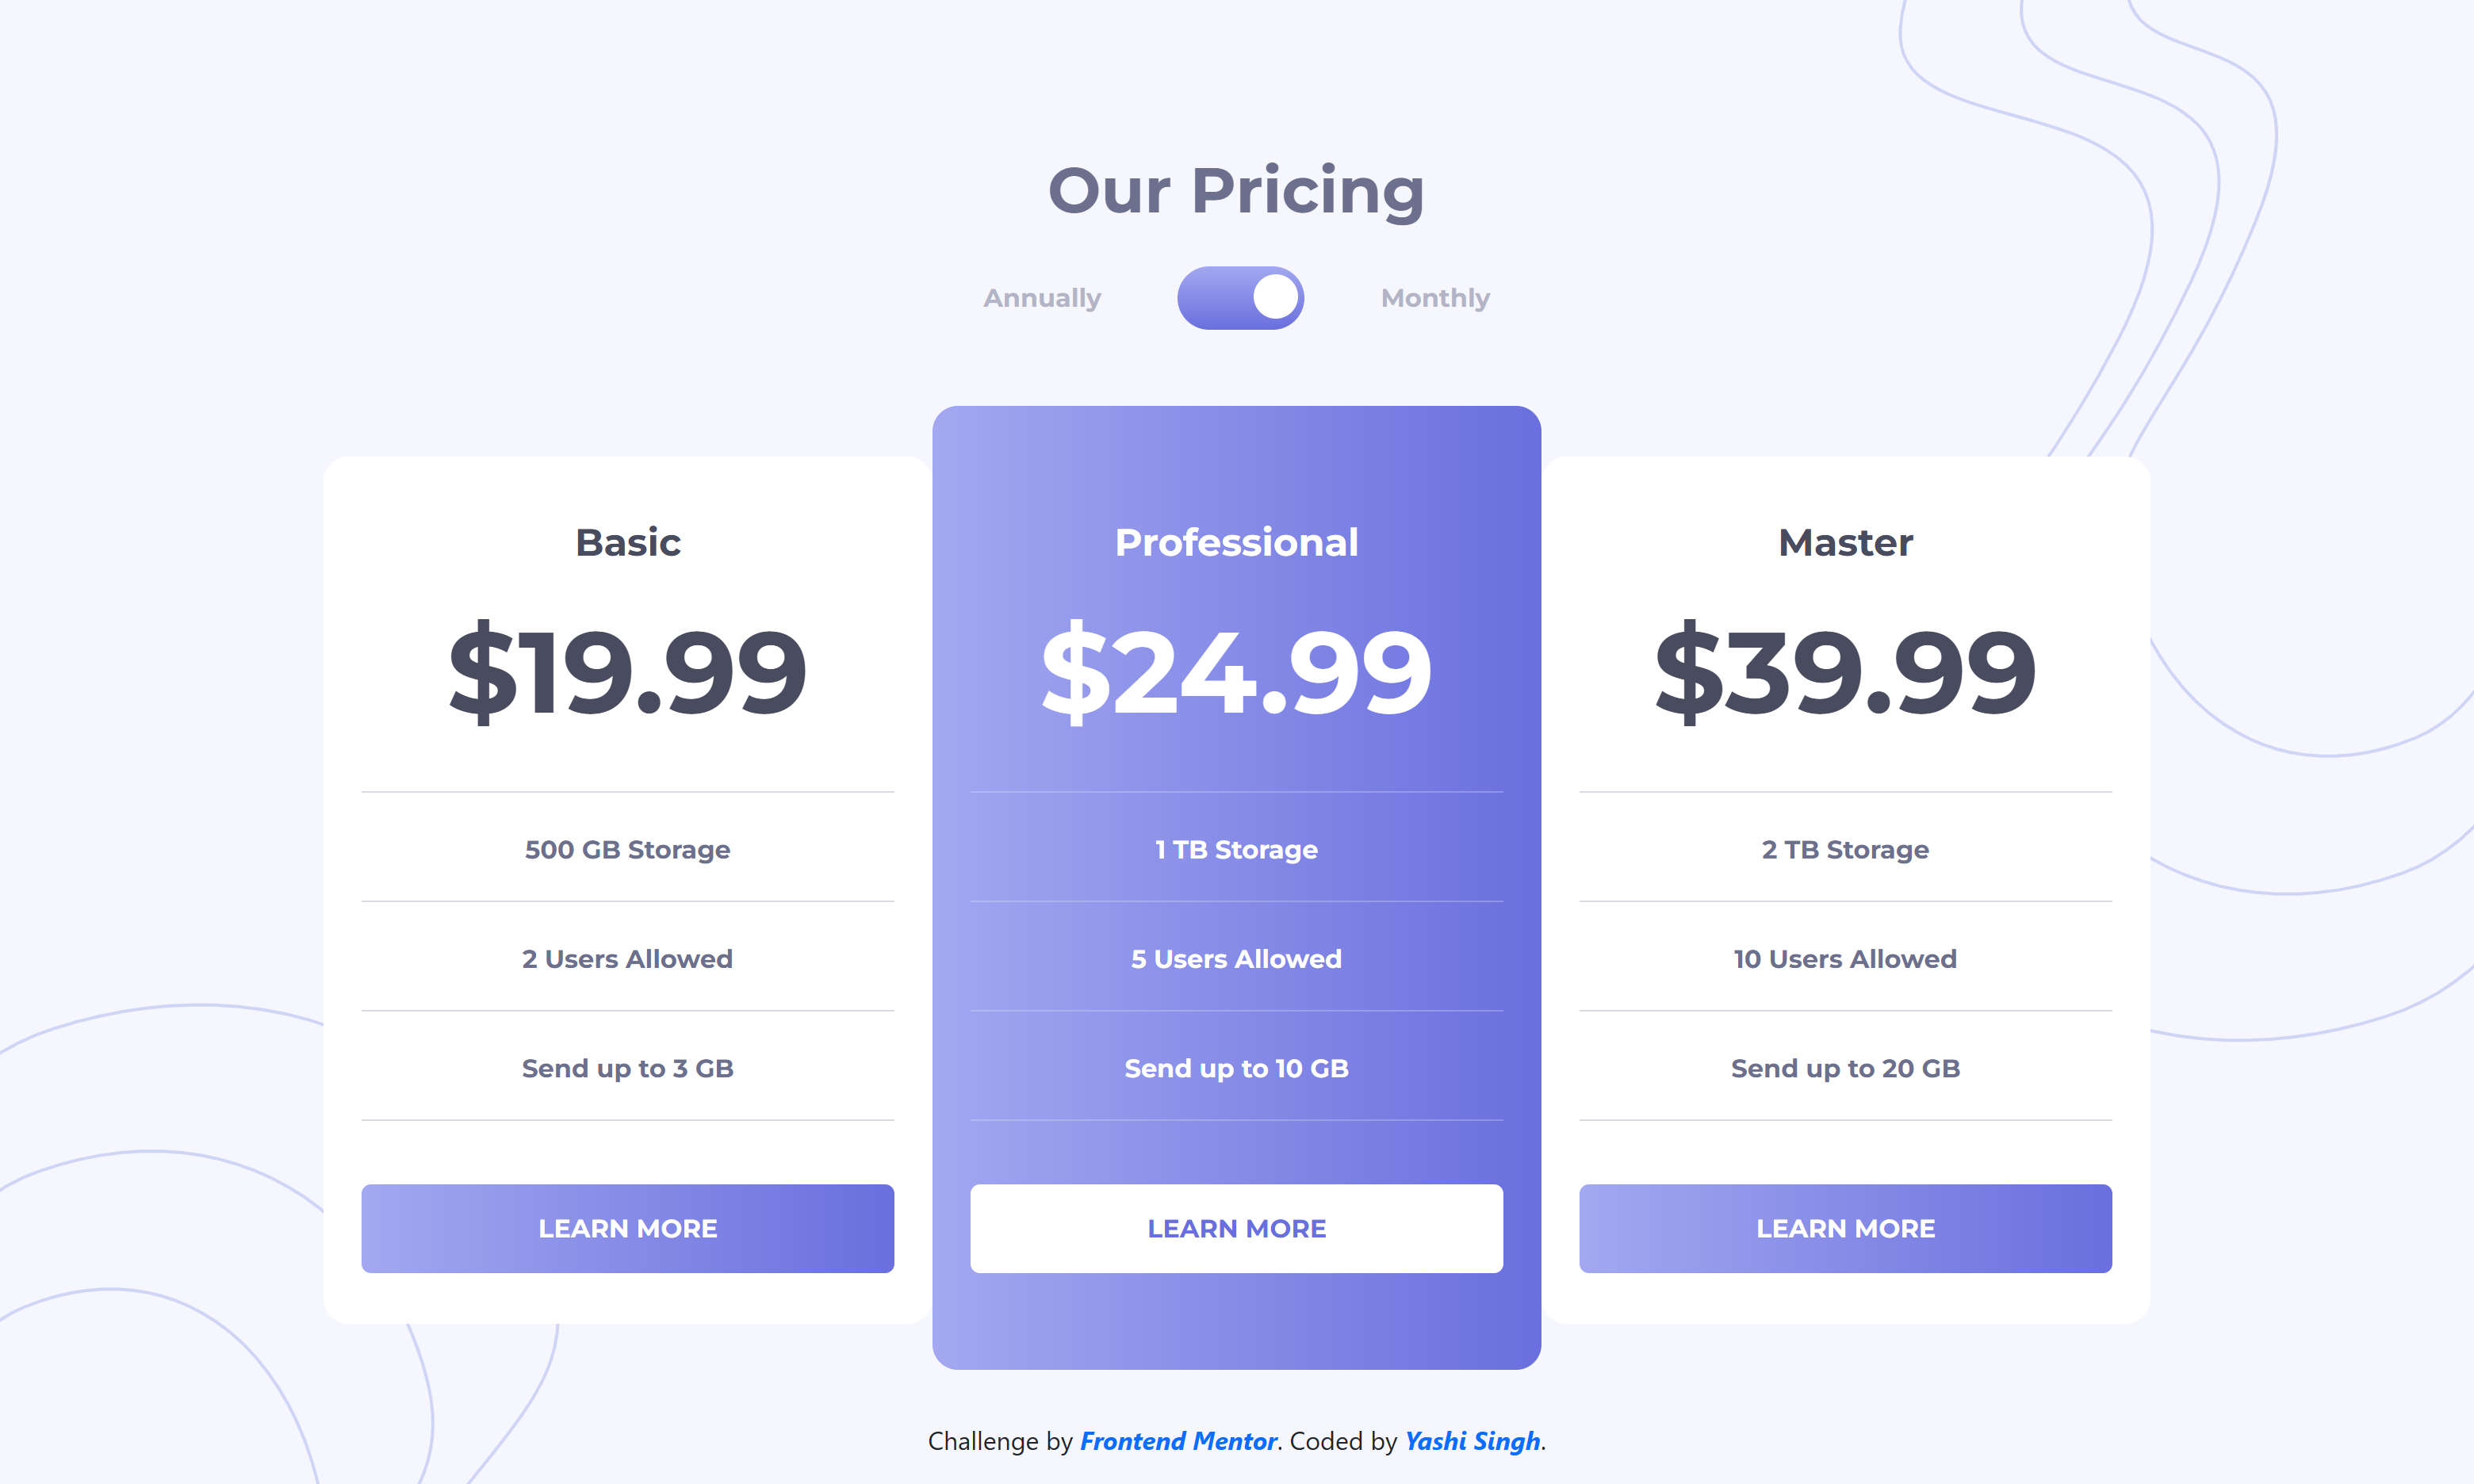 Our Pricing
Annually
Monthly
Basic
$19.99
500 GB Storage
2 Users Allowed
Send up to 3 GB
LEARN MORE
Professional
$24.99
1 TB Storage
5 Users Allowed
Send up to 10 GB
LEARN MORE
Master
$39.99
2 TB Storage
10 Users Allowed
Send up to 20 GB
LEARN MORE
Challenge by Frontend Mentor. Coded by Yashi Singh.